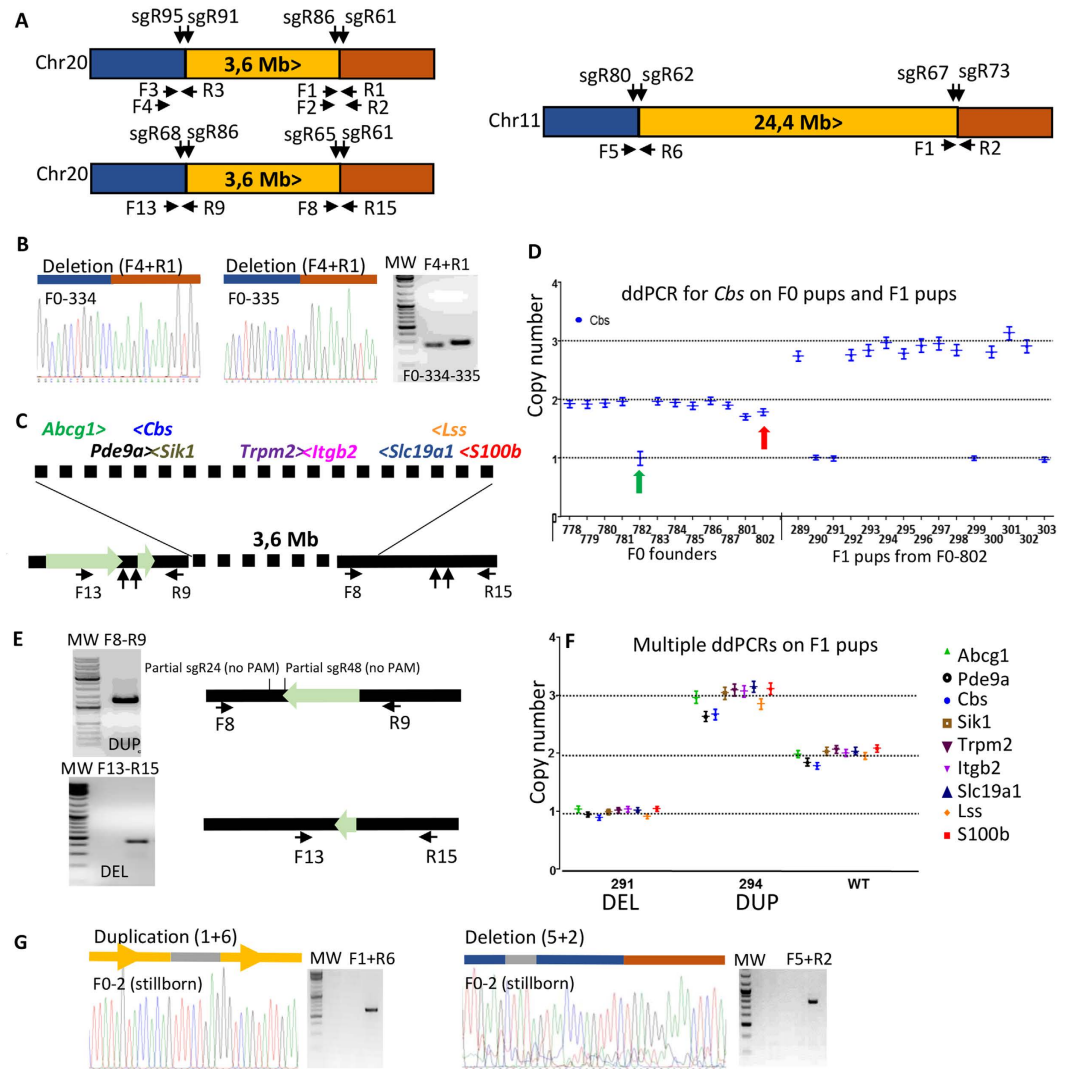 A
sgR95 sgR91 sgR86 sgR61
Chr20 3,6 Mb>
F3 R3 F1 R1
F4 F2 R2
sgR68 sgR86 sgR65 sgR61
Chr20 3,6 Mb>
F13 R9 F8 R15
sgR80 sgR62 sgR67 sgR73
Chr11 24,4 Mb>
F5 R6 F1 R2
B
Deletion (F4+R1) Deletion (F4+R1) MW F4+R1
F0-334 F0-335
F0-334-335
C
Abcg1> <Cbs <Lss
Pde9a><Sik1 Trpm2><Itgb2 <Slc19a1 <S100b
3,6 Mb
F13 R9 F8 R15
D
ddPCR for Cbs on F0 pups and F1 pups
Cbs
Copy number
4
3
2
1
0
778 780 782 784 786 801 289 291 293 295 297 299 301 303
779 781 783 785 787 802 290 292 294 296 298 300 302
F0 founders F1 pups from F0-802
E
MW F8-R9
DUP
Partial sgR24 (no PAM) Partial sgR48 (no PAM)
F8 R9
MW F13-R15
DEL
F13 R15
F
Multiple ddPCRs on F1 pups
Copy number
4
3
2
1
0
291 294 WT
DEL DUP
Abcg1
Pde9a
Cbs
Sik1
Trpm2
Itgb2
Slc19a1
Lss
S100b
G
Duplication (1+6)
F0-2 (stillborn)
MW F1+R6
Deletion (5+2)
F0-2 (stillborn)
MW F5+R2